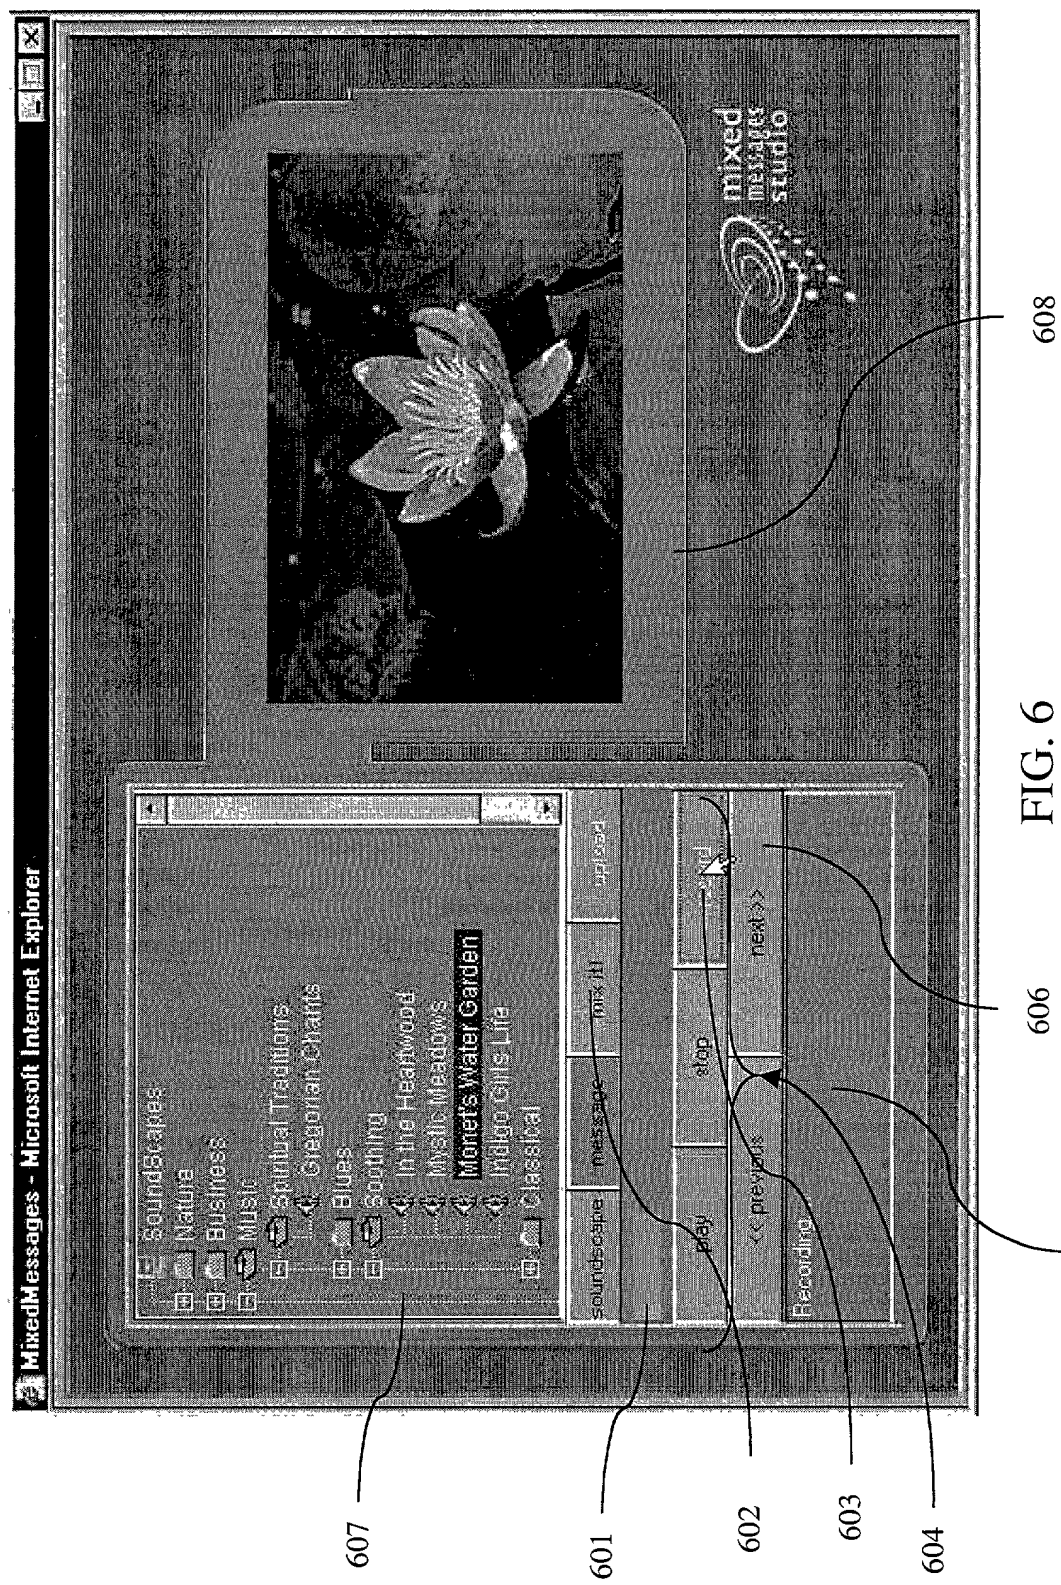 MixedMessages - Microsoft Internet Explorer
SoundScapes
Nature
Business
Music
Spiritual Traditions
Gregorian Chants
Blues
Soothing
In the Heartwood
Mystic Meadows
Monet's Water Garden
Indigo Girls Life
Classical
soundscape message mix it! upload
play stop
<< previous next >>
Recording
mixed
messages
studio
607
601
602
603
604
606
608
FIG. 6